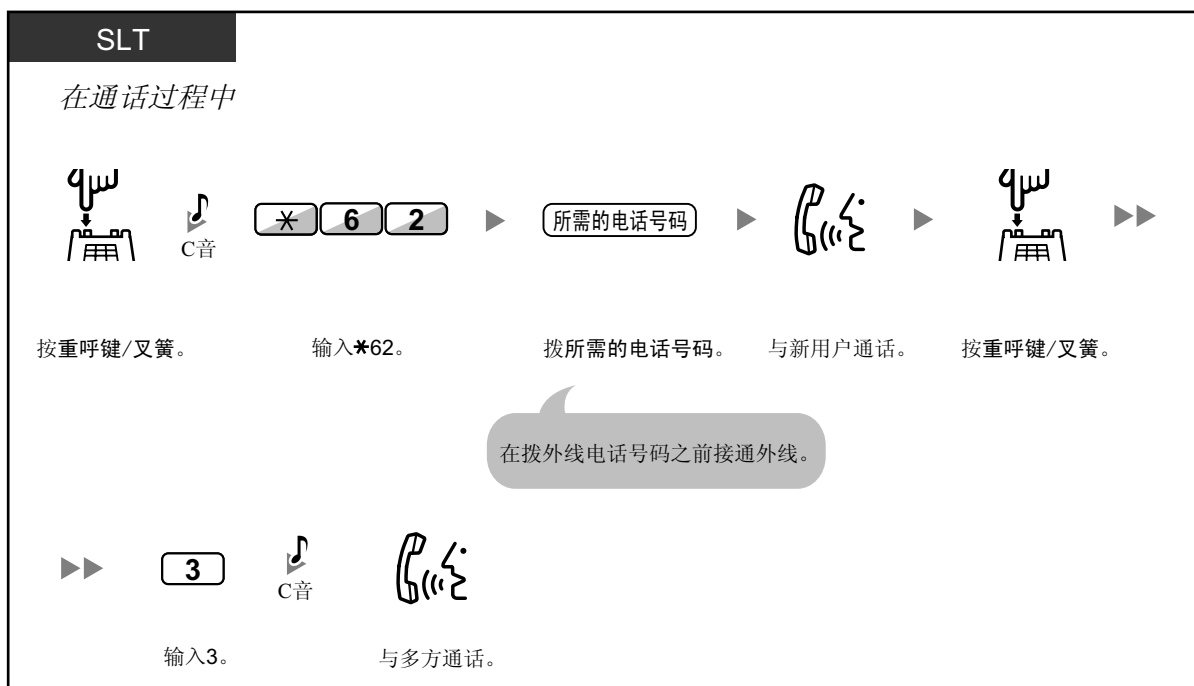 SLT
在通话过程中
C音
✱ 6 2
所需的电话号码
按重呼键/叉簧。
输入✱62。
拨所需的电话号码。
与新用户通话。
按重呼键/叉簧。
在拨外线电话号码之前接通外线。
3
C音
输入3。
与多方通话。